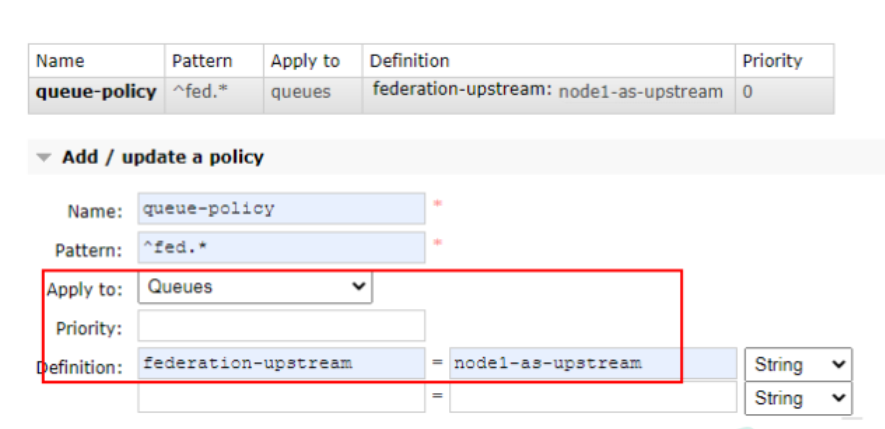 Name Pattern Apply to Definition Priority
queue-policy ^fed.* queues federation-upstream: node1-as-upstream 0
Add / update a policy
Name: queue-policy *
Pattern: ^fed.* *
Apply to: Queues
Priority:
Definition: federation-upstream = node1-as-upstream String
= String